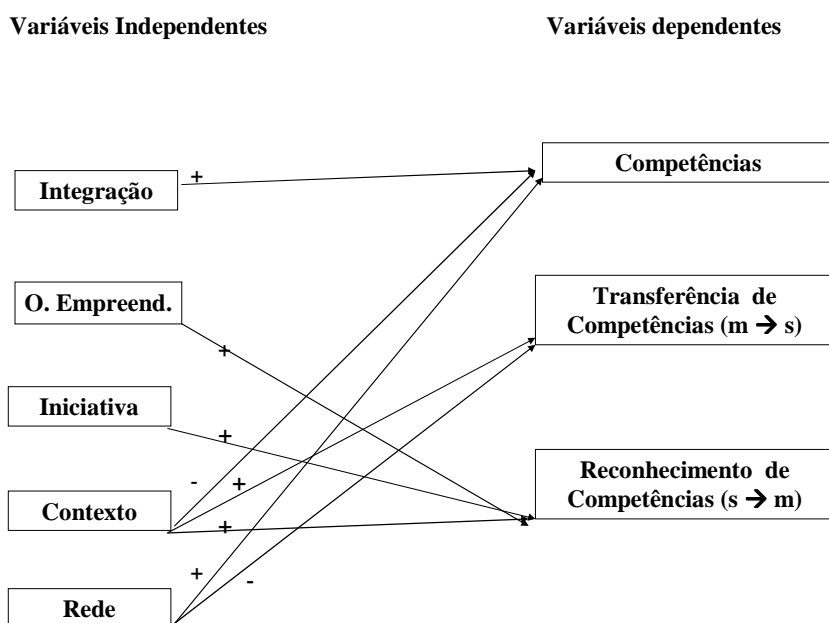 Variáveis Independentes
Variáveis dependentes
+
Integração
Competências
O. Empreend.
Transferência de
Competências (m → s)
+
Iniciativa
+
Reconhecimento de
Competências (s → m)
-
+
Contexto
+
+
-
Rede